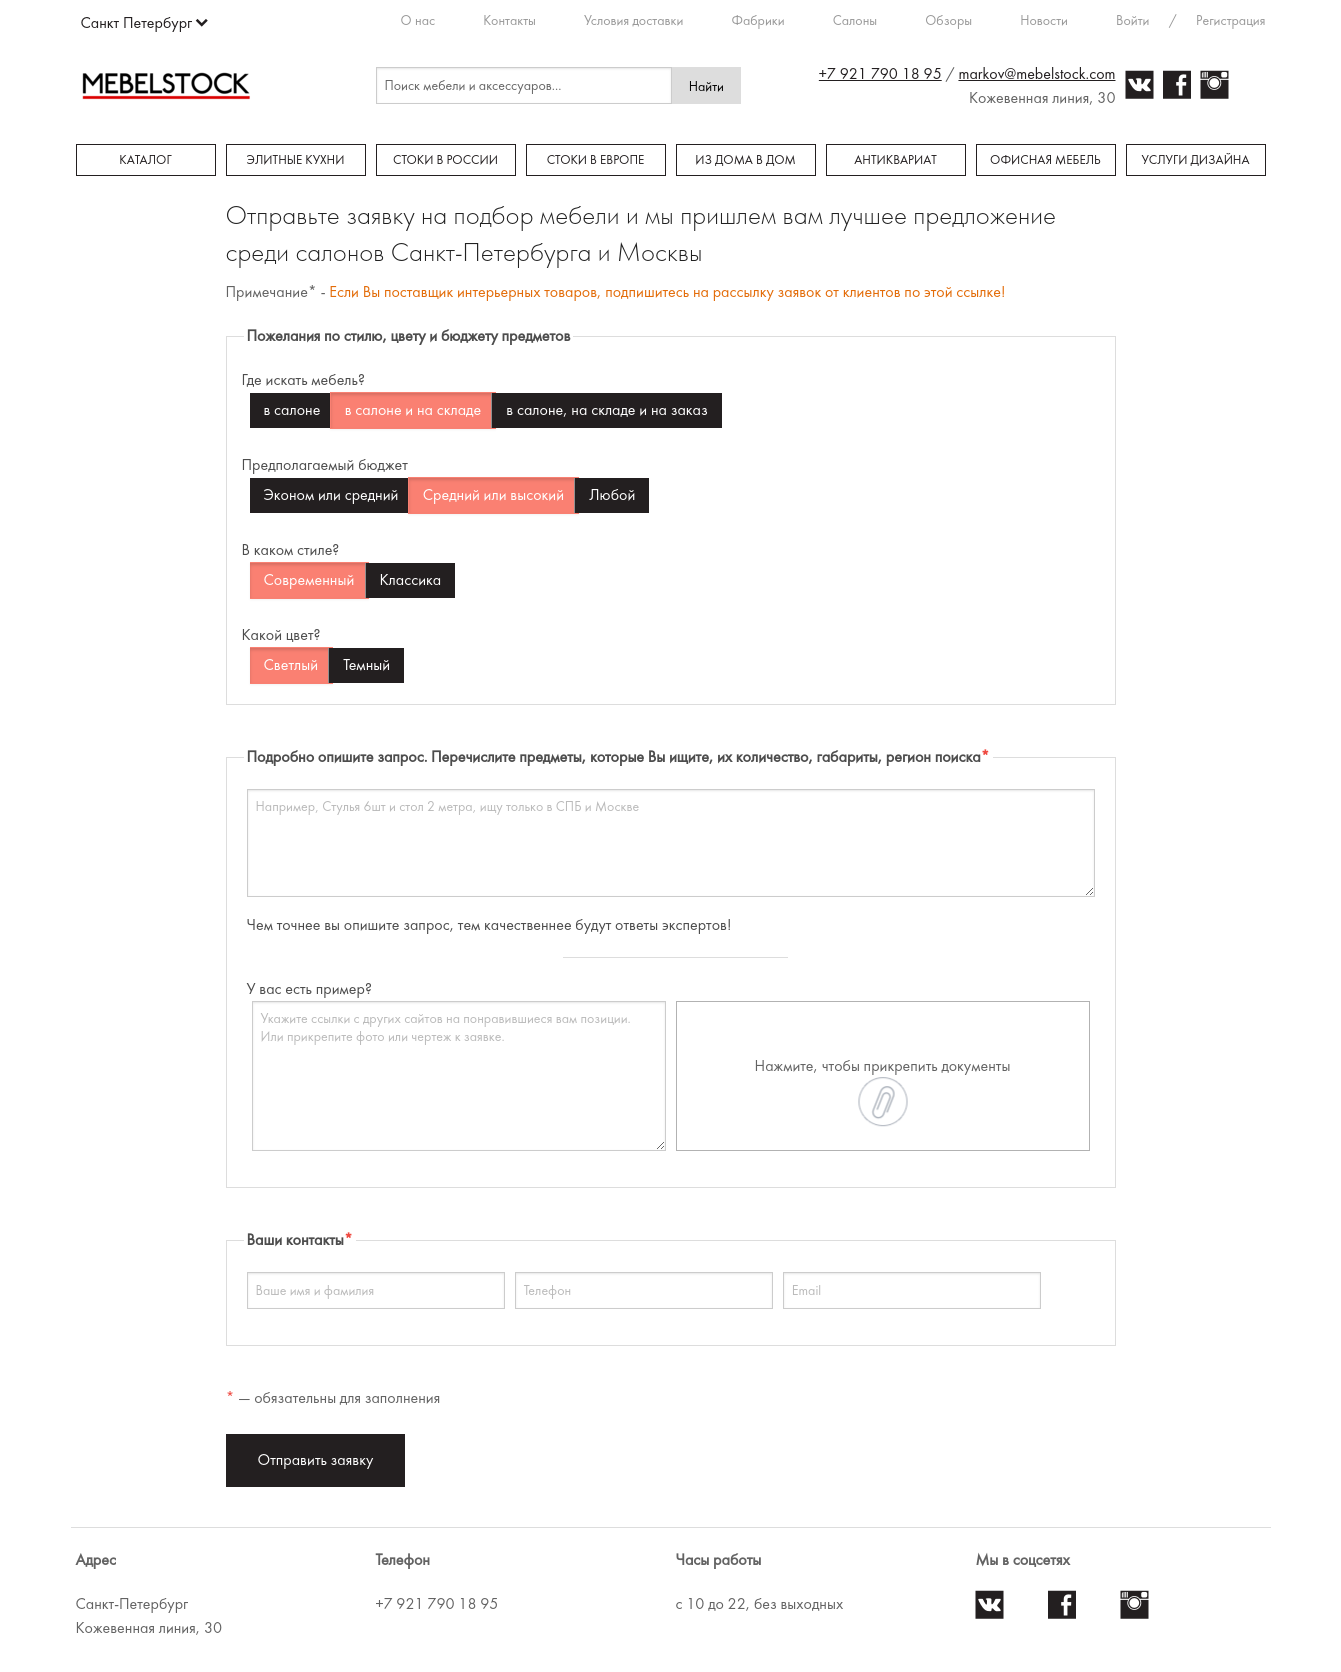 Санкт Петербург
О нас Контакты Условия доставки Фабрики Салоны Обзоры Новости Войти / Регистрация
MEBELSTOCK
Поиск мебели и аксессуаров...
Найти
+7 921 790 18 95 / markov@mebelstock.com
Кожевенная линия, 30
КАТАЛОГ
ЭЛИТНЫЕ КУХНИ
СТОКИ В РОССИИ
СТОКИ В ЕВРОПЕ
ИЗ ДОМА В ДОМ
АНТИКВАРИАТ
ОФИСНАЯ МЕБЕЛЬ
УСЛУГИ ДИЗАЙНА
Отправьте заявку на подбор мебели и мы пришлем вам лучшее предложение
среди салонов Санкт-Петербурга и Москвы
Примечание* - Если Вы поставщик интерьерных товаров, подпишитесь на рассылку заявок от клиентов по этой ссылке!
Пожелания по стилю, цвету и бюджету предметов
Где искать мебель?
в салоне
в салоне и на складе
в салоне, на складе и на заказ
Предполагаемый бюджет
Эконом или средний
Средний или высокий
Любой
В каком стиле?
Современный
Классика
Какой цвет?
Светлый
Темный
Подробно опишите запрос. Перечислите предметы, которые Вы ищите, их количество, габариты, регион поиска*
Например, Стулья 6шт и стол 2 метра, ищу только в СПБ и Москве
Чем точнее вы опишите запрос, тем качественнее будут ответы экспертов!
У вас есть пример?
Укажите ссылки с других сайтов на понравившиеся вам позиции.
Или прикрепите фото или чертеж к заявке.
Нажмите, чтобы прикрепить документы
Ваши контакты*
Ваше имя и фамилия
Телефон
Email
* — обязательны для заполнения
Отправить заявку
Адрес
Санкт-Петербург
Кожевенная линия, 30
Телефон
+7 921 790 18 95
Часы работы
с 10 до 22, без выходных
Мы в соцсетях